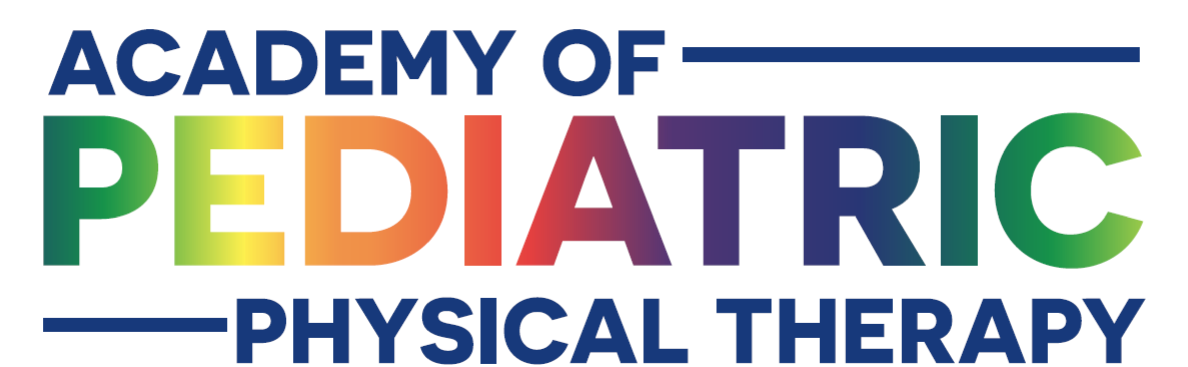 ACADEMY OF
PEDIATRIC
PHYSICAL THERAPY